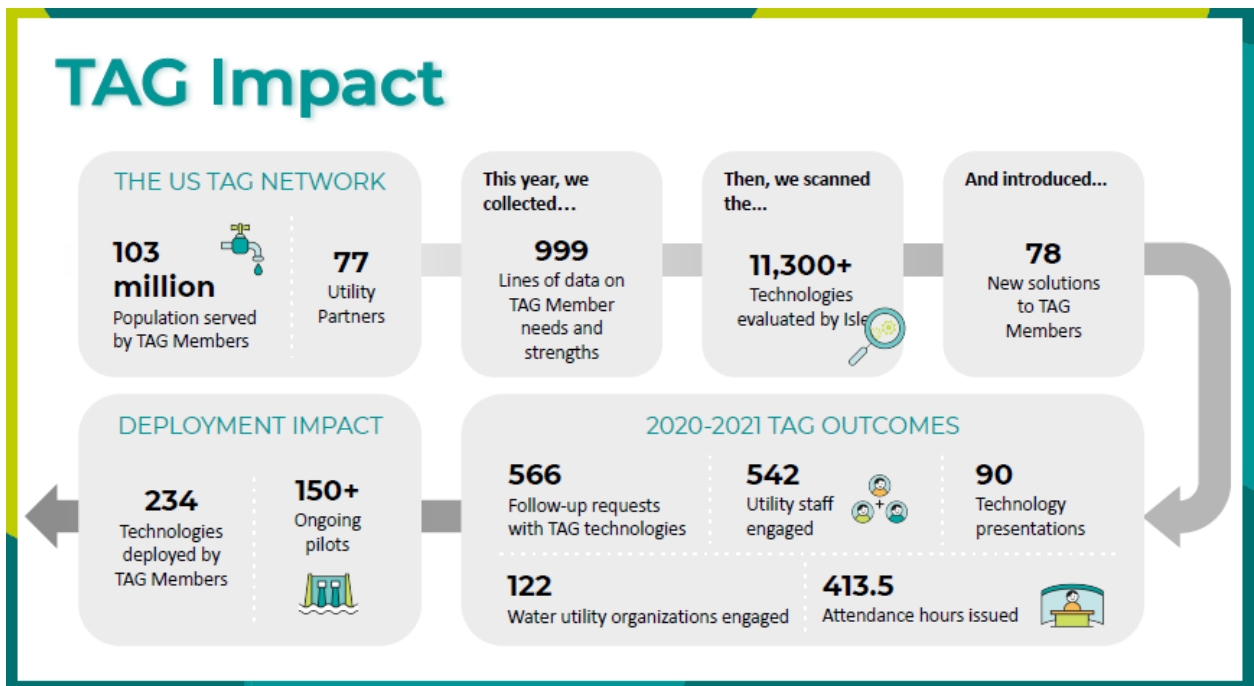 TAG Impact
THE US TAG NETWORK
103
million
Population served
by TAG Members
77
Utility
Partners
This year, we
collected...
999
Lines of data on
TAG Member
needs and
strengths
Then, we scanned
the...
11,300+
Technologies
evaluated by Isle
And introduced...
78
New solutions
to TAG
Members
2020-2021 TAG OUTCOMES
566
Follow-up requests
with TAG technologies
542
Utility staff
engaged
90
Technology
presentations
122
Water utility organizations engaged
413.5
Attendance hours issued
DEPLOYMENT IMPACT
234
Technologies
deployed by
TAG Members
150+
Ongoing
pilots